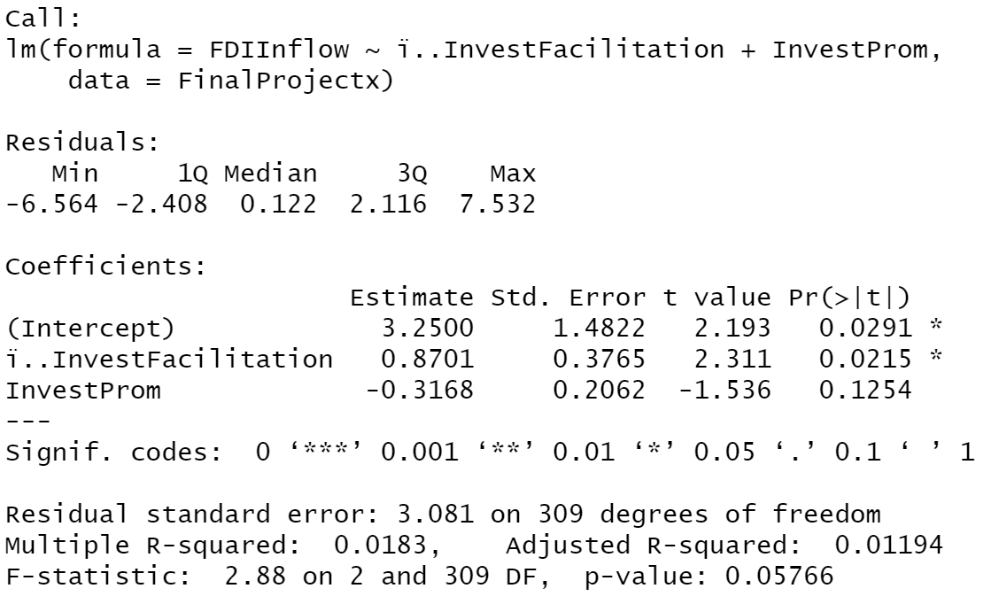 Call:
lm(formula = FDIInflow ~ ï..InvestFacilitation + InvestProm,
    data = FinalProjectx)

Residuals:
   Min     1Q Median     3Q    Max
-6.564 -2.408  0.122  2.116  7.532

Coefficients:
                      Estimate Std. Error t value Pr(>|t|)
(Intercept)             3.2500     1.4822   2.193   0.0291 *
ï..InvestFacilitation   0.8701     0.3765   2.311   0.0215 *
InvestProm             -0.3168     0.2062  -1.536   0.1254
---
Signif. codes:  0 ‘***’ 0.001 ‘**’ 0.01 ‘*’ 0.05 ‘.’ 0.1 ‘ ’ 1

Residual standard error: 3.081 on 309 degrees of freedom
Multiple R-squared:  0.0183,    Adjusted R-squared:  0.01194
F-statistic:  2.88 on 2 and 309 DF,  p-value: 0.05766